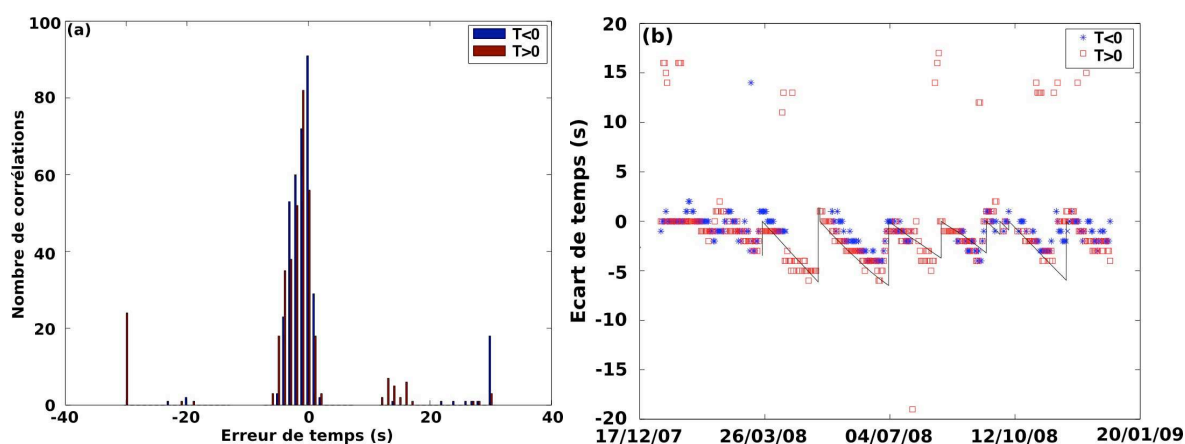 (a)
T<0
T>0
Nombre de corrélations
100
80
60
40
20
0
-40
-20
0
20
40
Erreur de temps (s)
(b)
T<0
T>0
Ecart de temps (s)
20
15
10
5
0
-5
-10
-15
-20
17/12/07
26/03/08
04/07/08
12/10/08
20/01/09